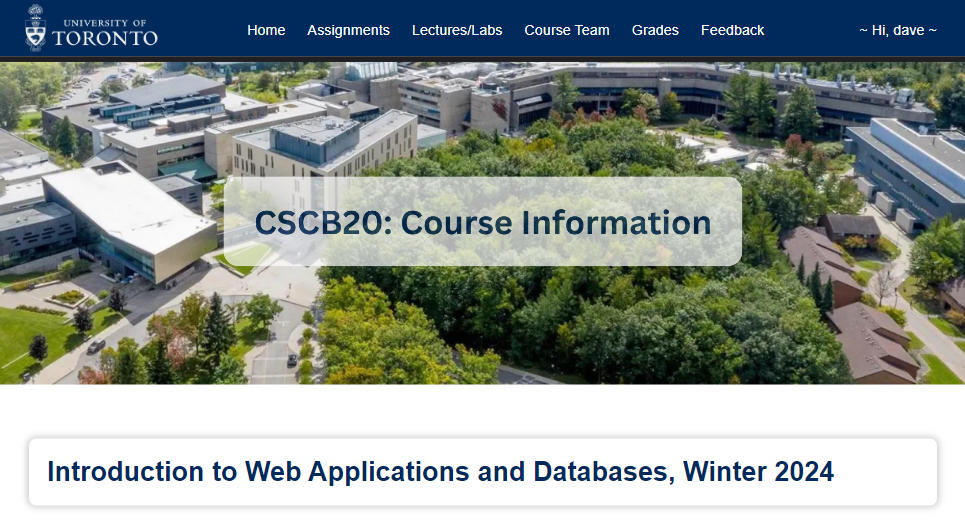 UNIVERSITY OF
TORONTO
Home Assignments Lectures/Labs Course Team Grades Feedback ~ Hi, dave ~
CSCB20: Course Information
Introduction to Web Applications and Databases, Winter 2024